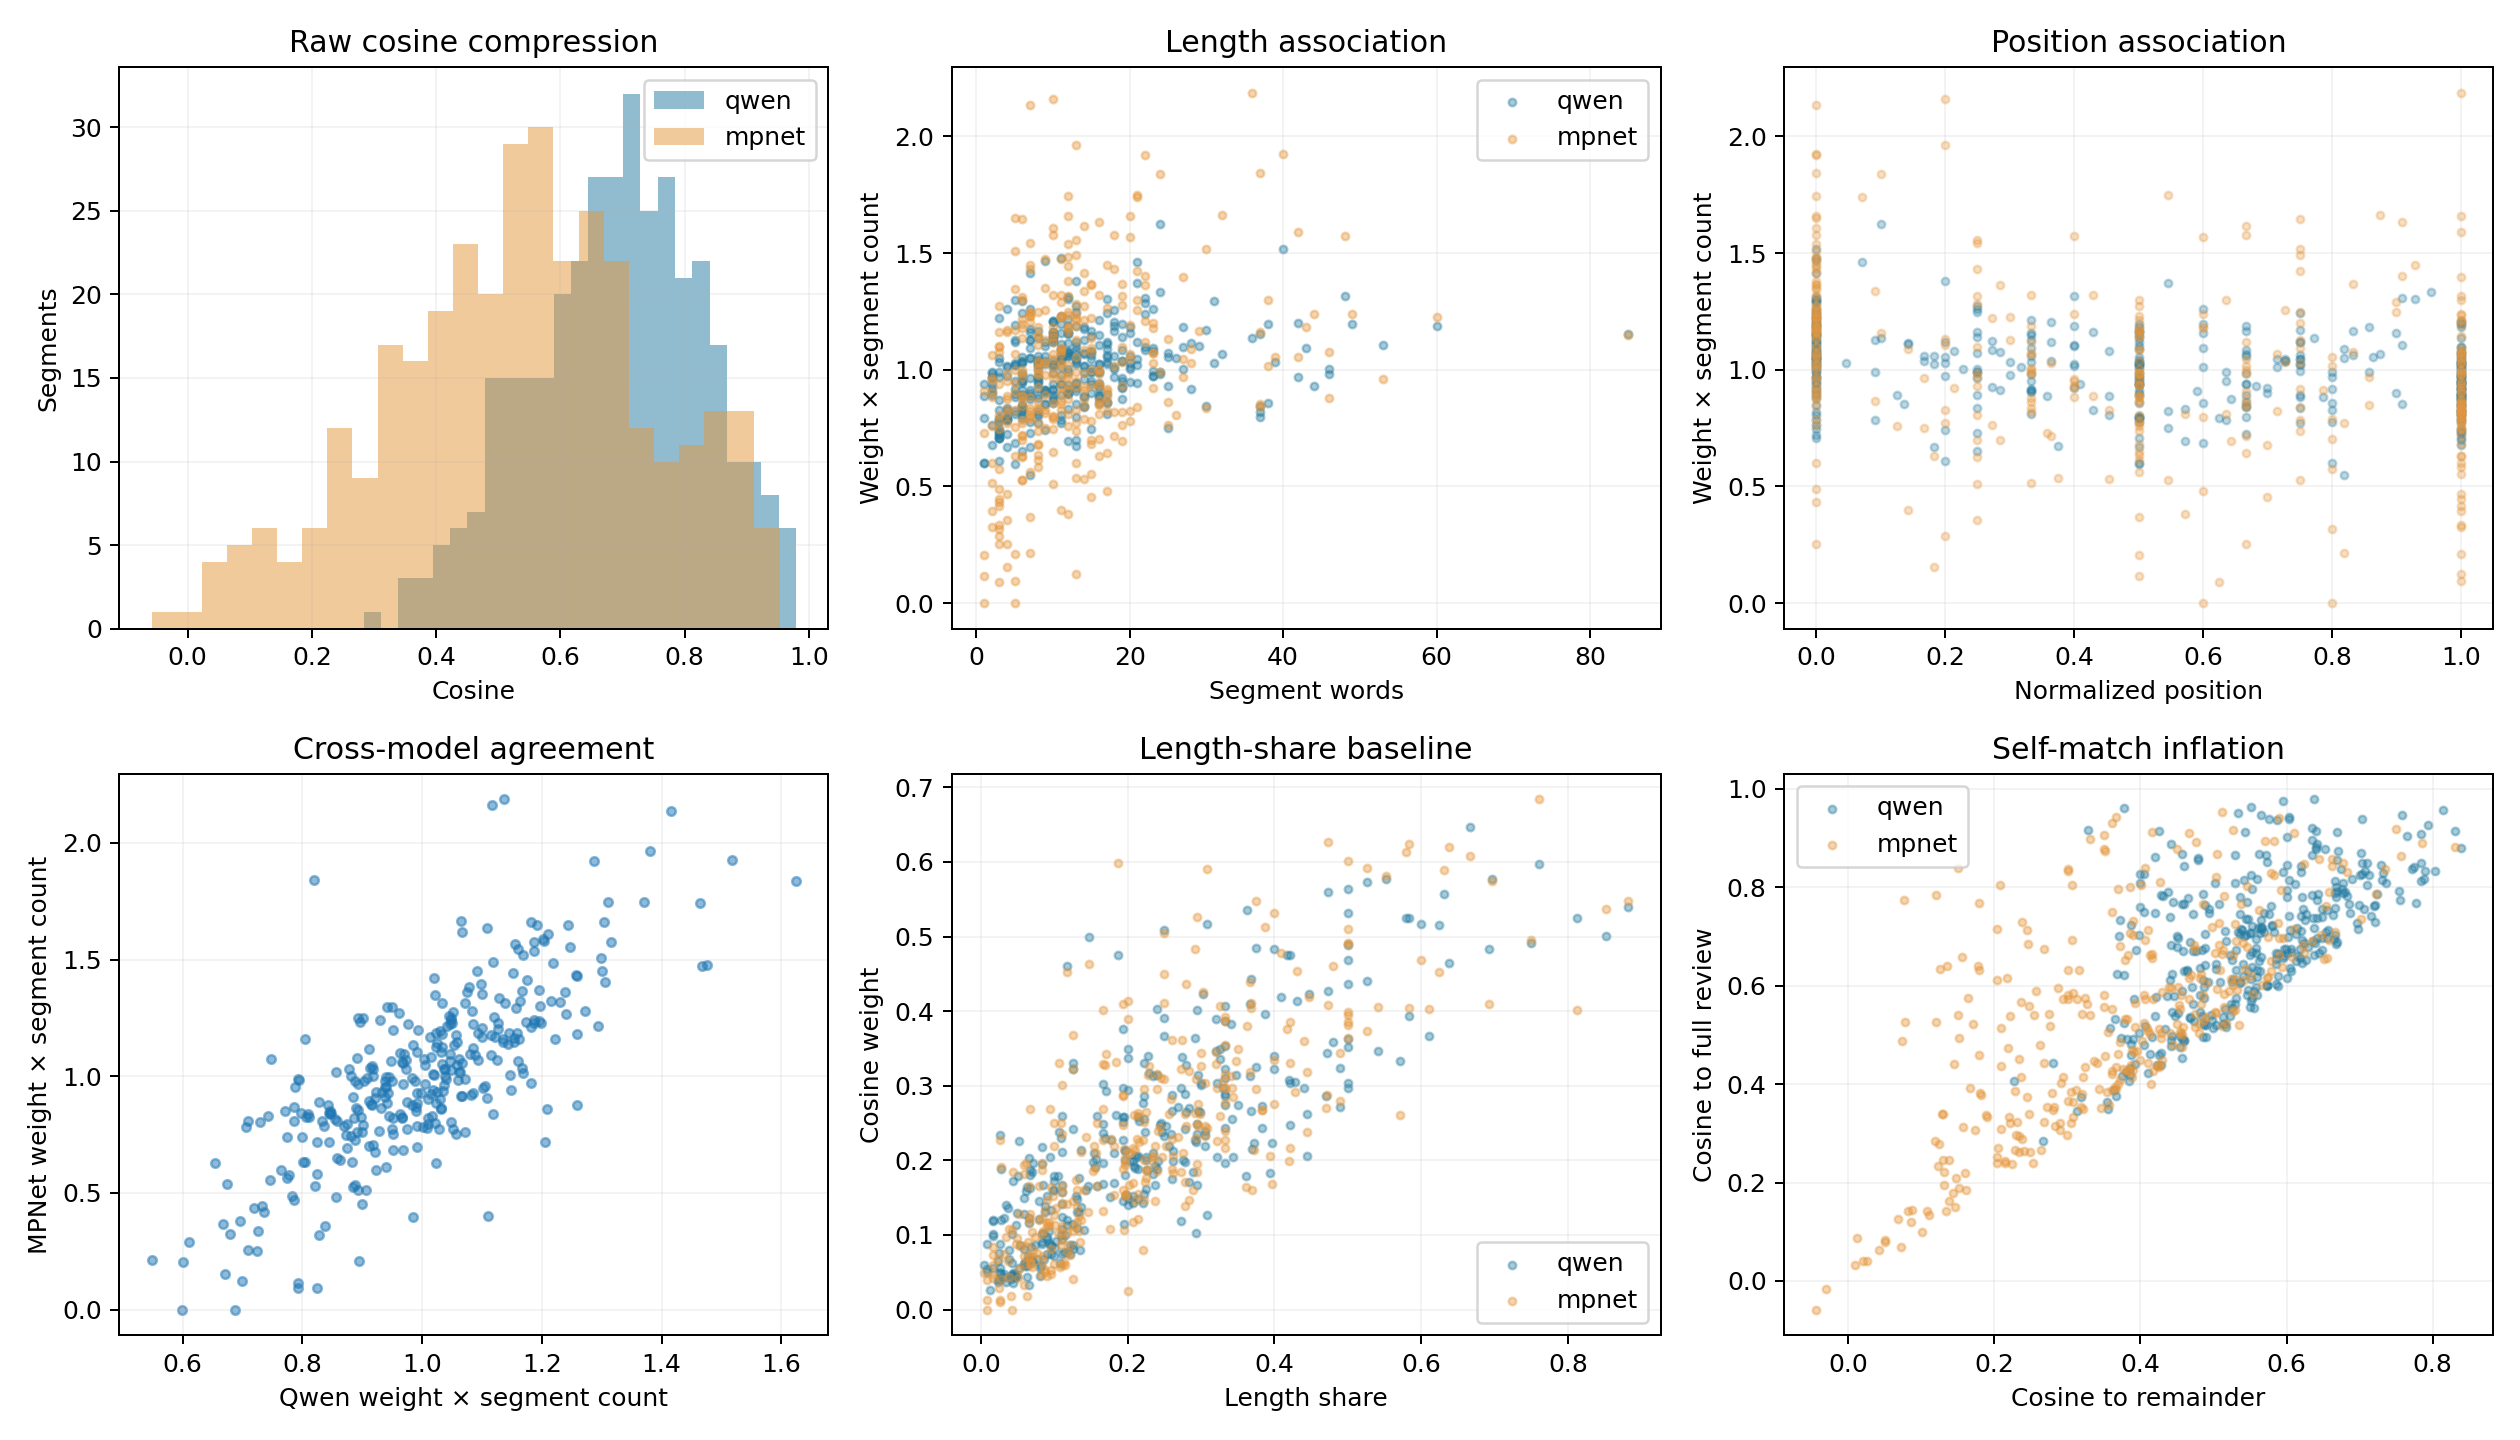 Raw cosine compression
Segments
30
25
20
15
10
5
0
qwen
mpnet
0.0 0.2 0.4 0.6 0.8 1.0
Cosine
Length association
Weight × segment count
2.0
1.5
1.0
0.5
0.0
qwen
mpnet
0 20 40 60 80
Segment words
Position association
Weight × segment count
2.0
1.5
1.0
0.5
0.0
0.0 0.2 0.4 0.6 0.8 1.0
Normalized position
Cross-model agreement
MPNet weight × segment count
2.0
1.5
1.0
0.5
0.0
0.6 0.8 1.0 1.2 1.4 1.6
Qwen weight × segment count
Length-share baseline
Cosine weight
0.7
0.6
0.5
0.4
0.3
0.2
0.1
0.0
qwen
mpnet
0.0 0.2 0.4 0.6 0.8
Length share
Self-match inflation
Cosine to full review
1.0
0.8
0.6
0.4
0.2
0.0
qwen
mpnet
0.0 0.2 0.4 0.6 0.8
Cosine to remainder